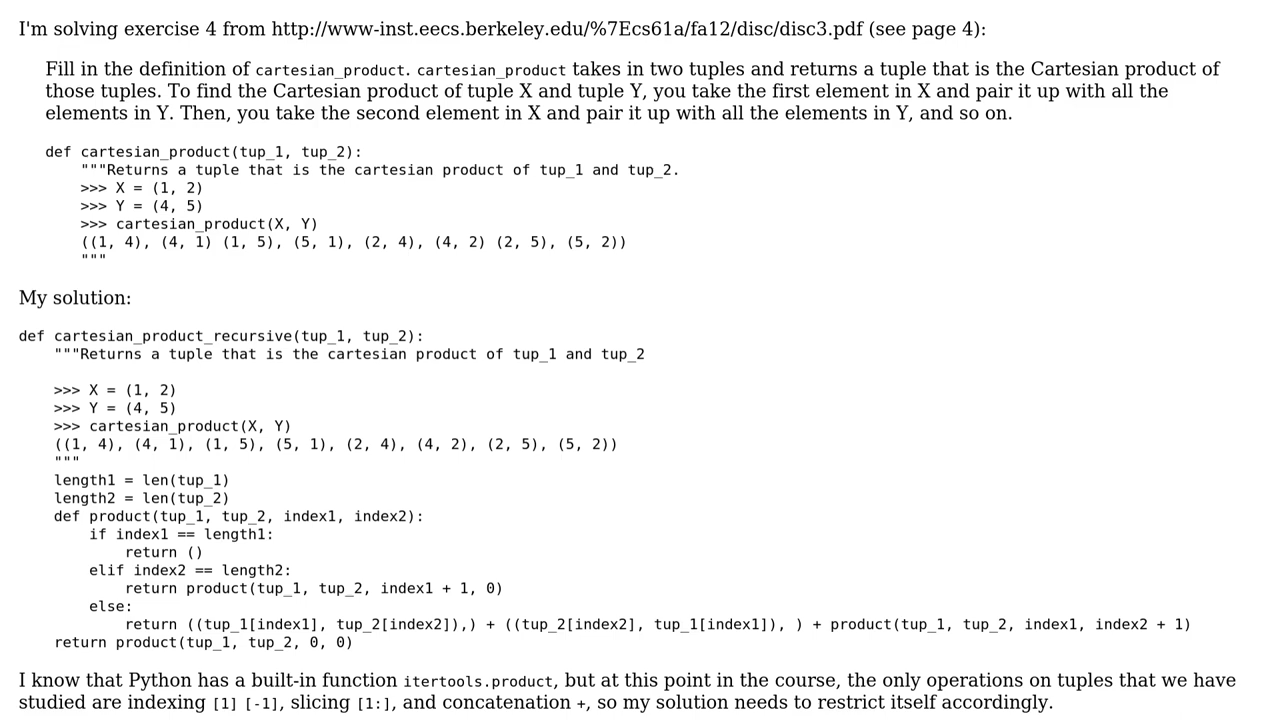 I'm solving exercise 4 from http://www-inst.eecs.berkeley.edu/%7Ecs61a/fa12/disc/disc3.pdf (see page 4):
Fill in the definition of cartesian_product. cartesian_product takes in two tuples and returns a tuple that is the Cartesian product of
those tuples. To find the Cartesian product of tuple X and tuple Y, you take the first element in X and pair it up with all the
elements in Y. Then, you take the second element in X and pair it up with all the elements in Y, and so on.
def cartesian_product(tup_1, tup_2):
    """Returns a tuple that is the cartesian product of tup_1 and tup_2.
    >>> X = (1, 2)
    >>> Y = (4, 5)
    >>> cartesian_product(X, Y)
    ((1, 4), (4, 1) (1, 5), (5, 1), (2, 4), (4, 2) (2, 5), (5, 2))
    """
My solution:
def cartesian_product_recursive(tup_1, tup_2):
    """Returns a tuple that is the cartesian product of tup_1 and tup_2
    >>> X = (1, 2)
    >>> Y = (4, 5)
    >>> cartesian_product(X, Y)
    ((1, 4), (4, 1), (1, 5), (5, 1), (2, 4), (4, 2), (2, 5), (5, 2))
    """
    length1 = len(tup_1)
    length2 = len(tup_2)
    def product(tup_1, tup_2, index1, index2):
        if index1 == length1:
            return ()
        elif index2 == length2:
            return product(tup_1, tup_2, index1 + 1, 0)
        else:
            return ((tup_1[index1], tup_2[index2]),) + ((tup_2[index2], tup_1[index1]), ) + product(tup_1, tup_2, index1, index2 + 1)
    return product(tup_1, tup_2, 0, 0)
I know that Python has a built-in function itertools.product, but at this point in the course, the only operations on tuples that we have
studied are indexing [1] [-1], slicing [1:], and concatenation +, so my solution needs to restrict itself accordingly.